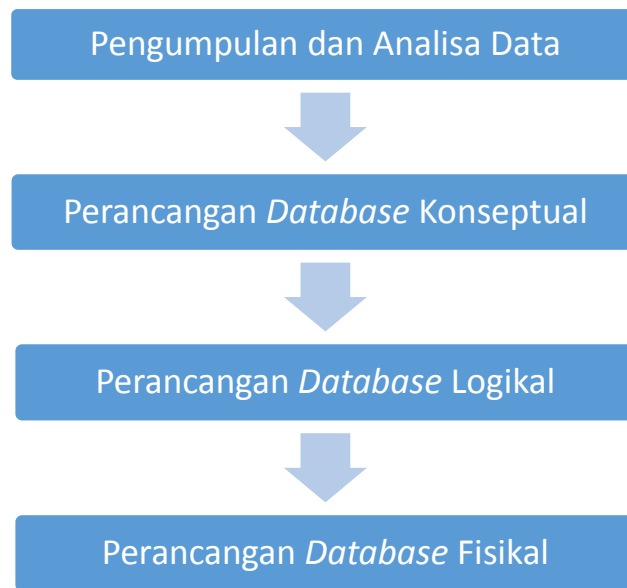 Pengumpulan dan Analisa Data
Perancangan Database Konseptual
Perancangan Database Logikal
Perancangan Database Fisikal